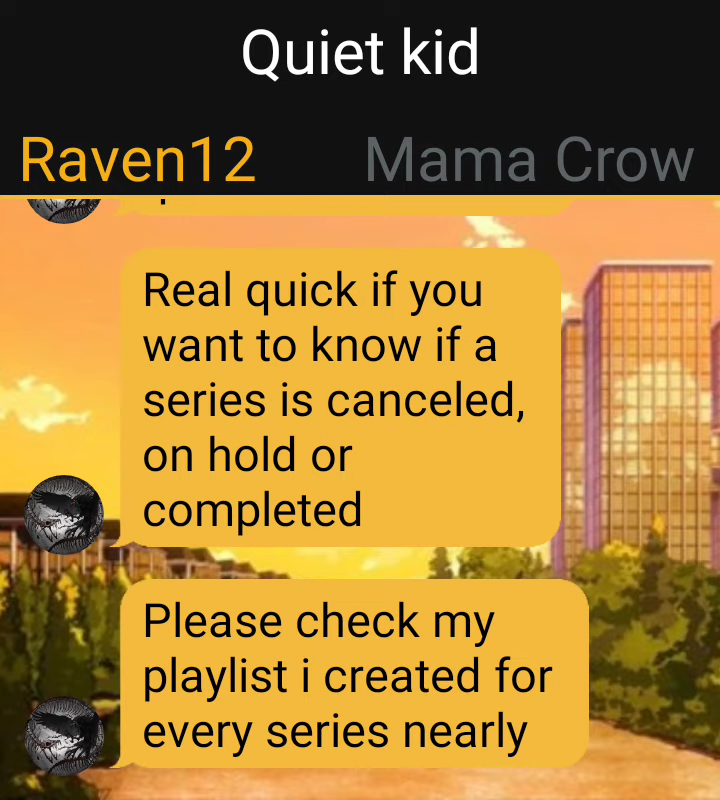 Quiet kid
Raven12 Mama Crow
Real quick if you
want to know if a
series is canceled,
on hold or
completed
Please check my
playlist i created for
every series nearly